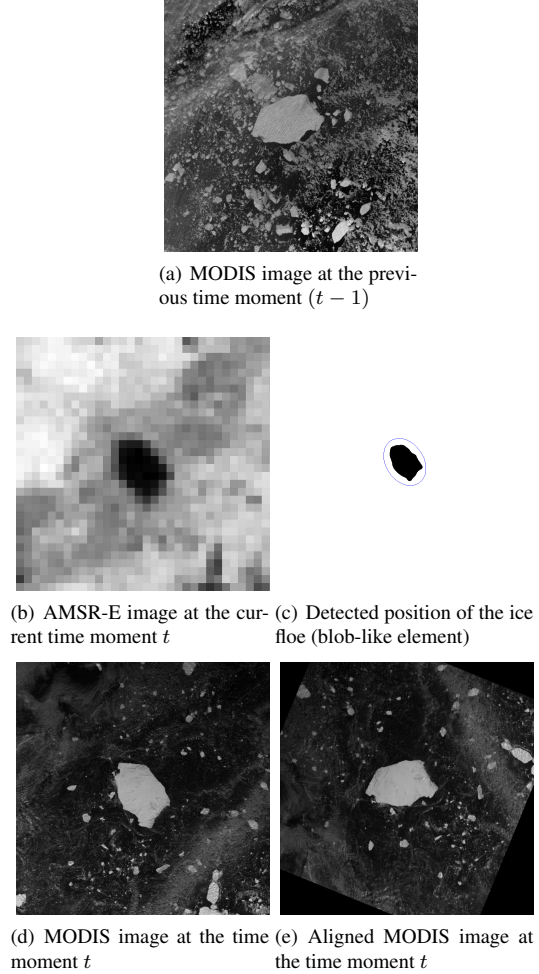 (a) MODIS image at the previ-
ous time moment (t − 1)
(b) AMSR-E image at the cur-
rent time moment t
(c) Detected position of the ice
floe (blob-like element)
(d) MODIS image at the time
moment t
(e) Aligned MODIS image at
the time moment t